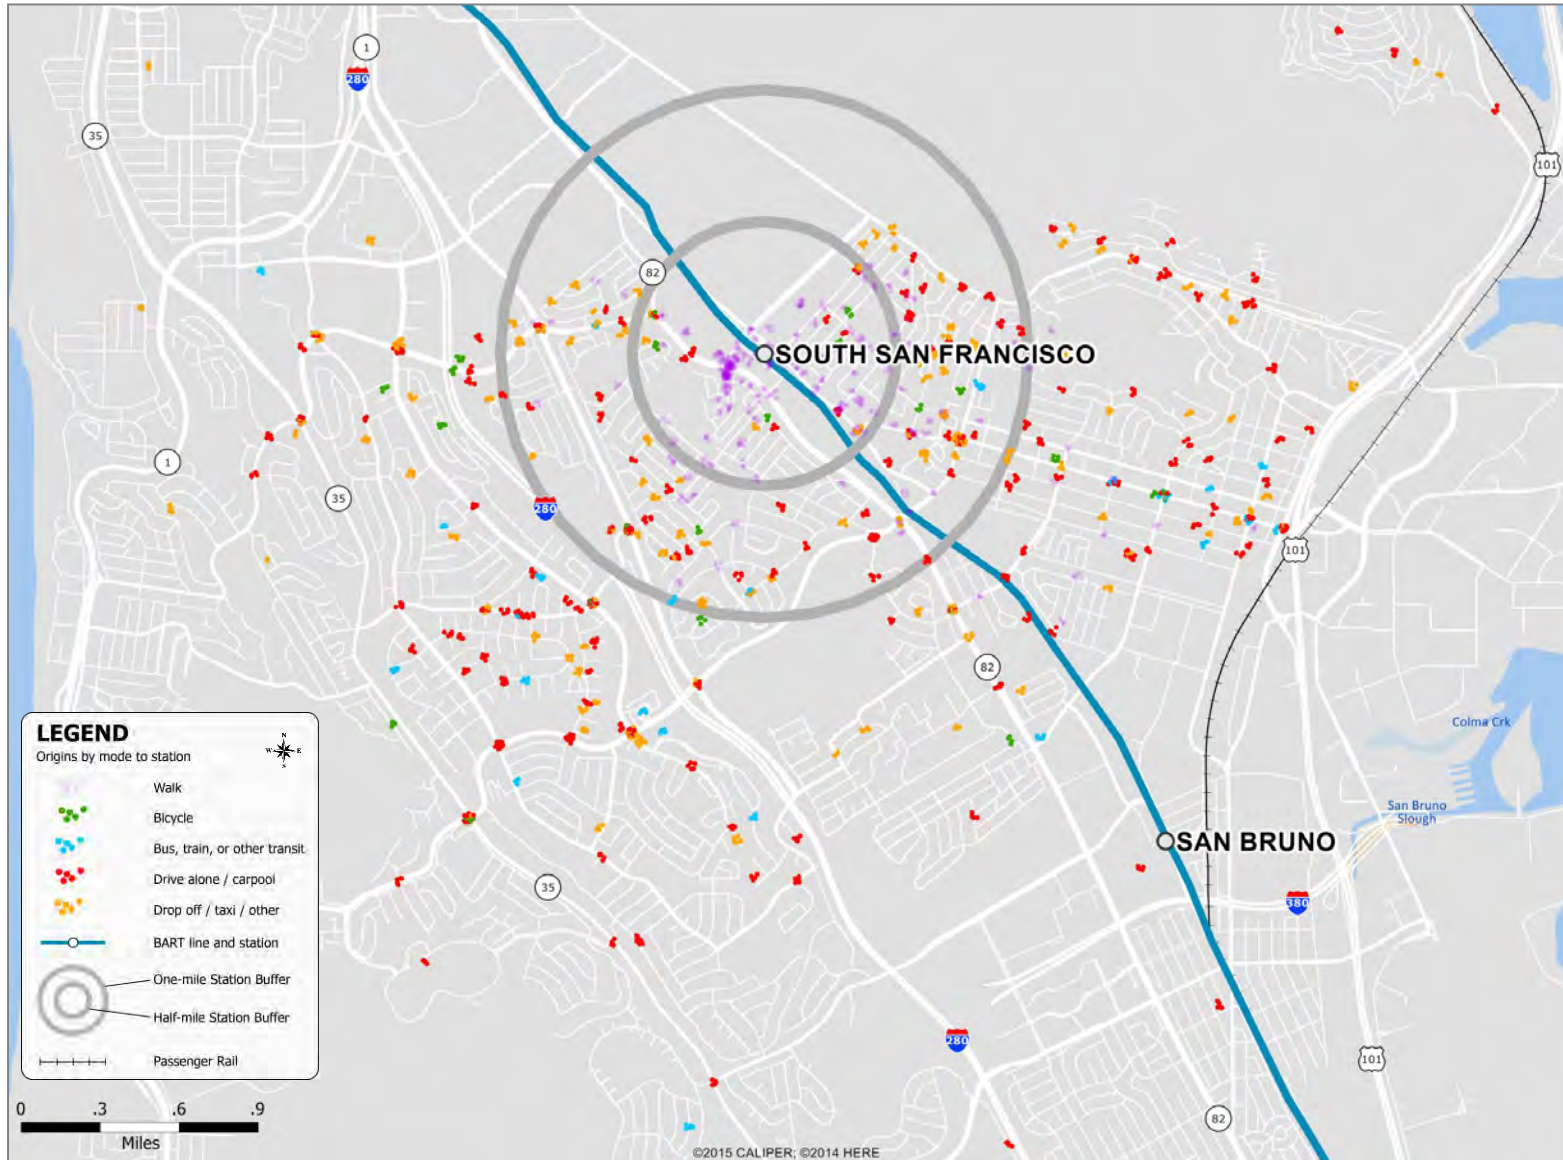 1
280
35
101
82
SOUTH SAN FRANCISCO
1
35
280
101
82
LEGEND
Origins by mode to station
N
W
E
S
Walk
Bicycle
Bus, train, or other transit
Drive alone / carpool
Drop off / taxi / other
BART line and station
One-mile Station Buffer
Half-mile Station Buffer
Passenger Rail
Colma Crk
San Bruno
Slough
SAN BRUNO
35
380
280
101
82
0 .3 .6 .9
Miles
©2015 CALIPER; ©2014 HERE